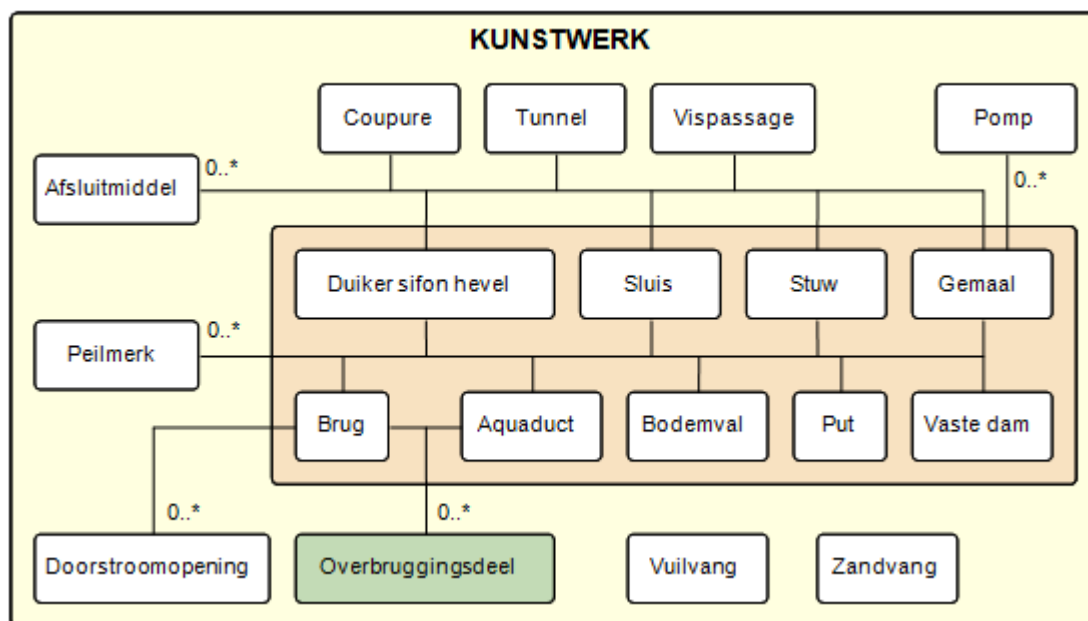 KUNSTWERK
Coupure
Tunnel
Vispassage
Pomp
0..*
Afsluitmiddel
0..*
Duiker sifon hevel
Sluis
Stuw
Gemaal
0..*
Peilmerk
Brug
Aquaduct
Bodemval
Put
Vaste dam
0..*
0..*
Doorstroomopening
Overbruggingsdeel
Vuilvang
Zandvang